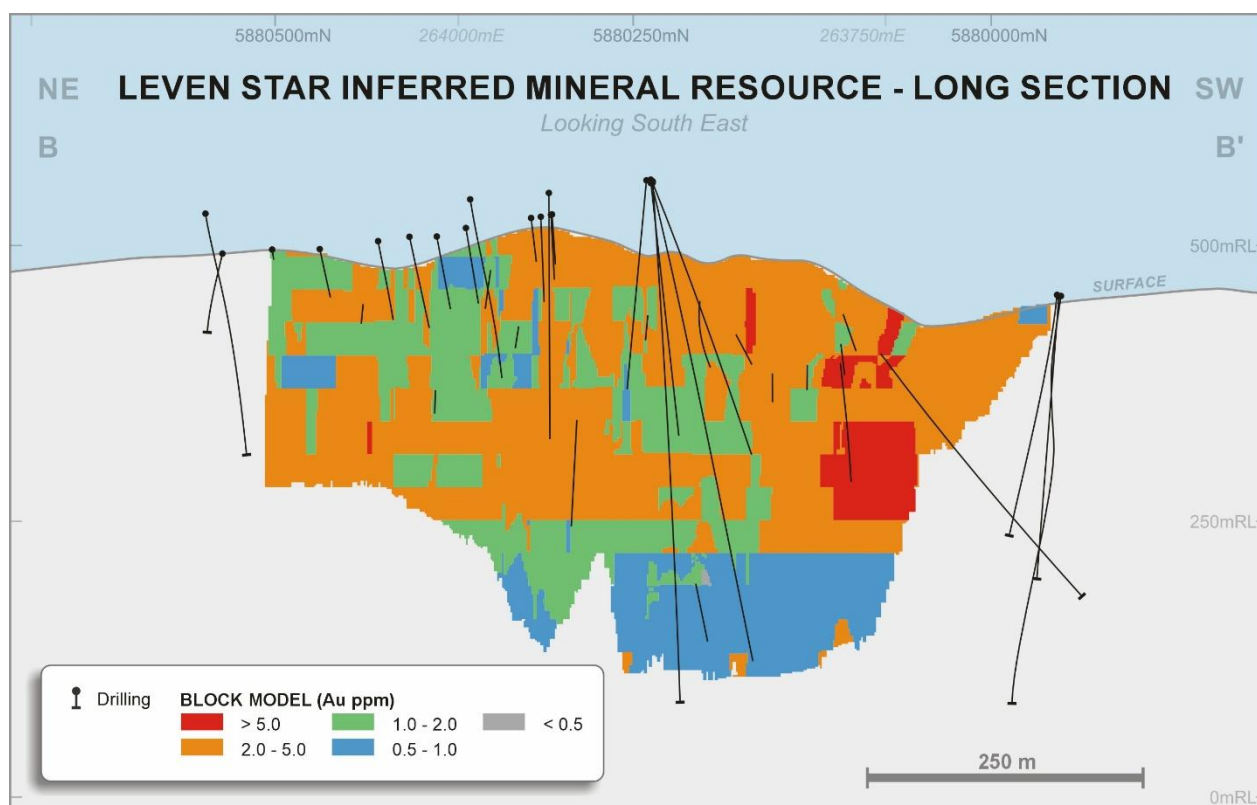 5880500mN 264000mE 5880250mN 263750mE 5880000mN
NE LEVEN STAR INFERRED MINERAL RESOURCE - LONG SECTION SW
Looking South East
B B'
500mRL
SURFACE
250mRL
Drilling BLOCK MODEL (Au ppm)
> 5.0 1.0 - 2.0 < 0.5
2.0 - 5.0 0.5 - 1.0
250 m
0mRL